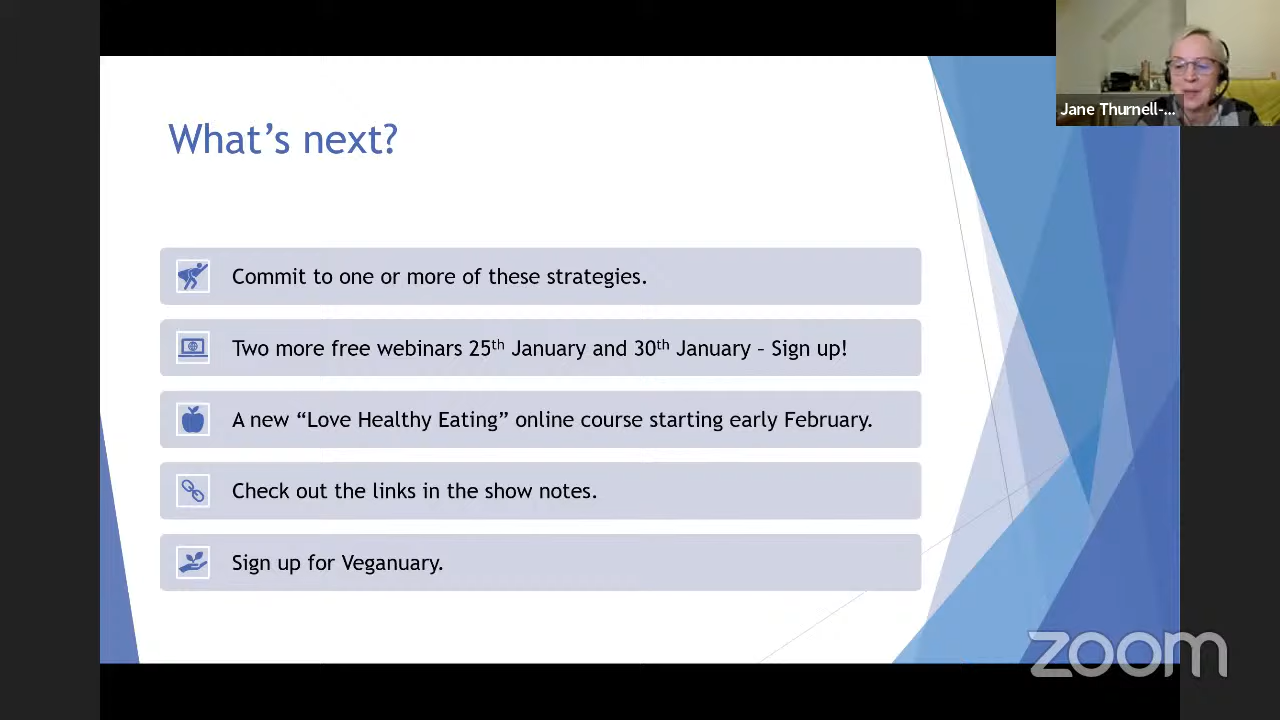 Jane Thurnell-...
What’s next?
Commit to one or more of these strategies.
Two more free webinars 25th January and 30th January – Sign up!
A new “Love Healthy Eating” online course starting early February.
Check out the links in the show notes.
Sign up for Veganuary.
zoom